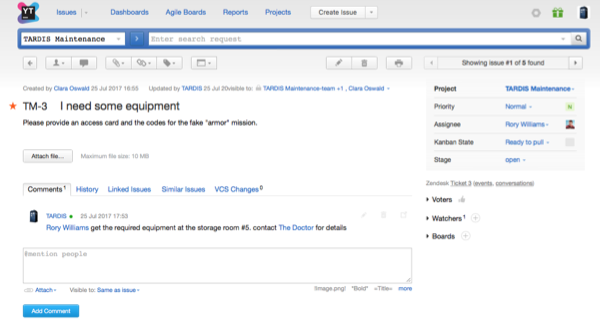 YT
Issues
Dashboards
Agile Boards
Reports
Projects
Create Issue
TARDIS Maintenance
Enter search request
Showing issue #1 of 5 found
Created by Clara Oswald 25 Jul 2017 16:55 Updated by TARDIS 25 Jul 20visible to: TARDIS Maintenance-team +1 , Clara Oswald
TM-3 I need some equipment
Please provide an access card and the codes for the fake "armor" mission.
Attach file...
Maximum file size: 10 MB
Project TARDIS Maintenance
Priority Normal N
Assignee Rory Williams
Kanban State Ready to pull
Stage open
Zendesk Ticket 3 (events, conversations)
Voters
Watchers 1
Boards
Comments 1 History Linked Issues Similar Issues VCS Changes 0
TARDIS 25 Jul 2017 17:53
Rory Williams get the required equipment at the storage room #5. contact The Doctor for details
@mention people
Attach Visible to: Same as issue
!image.png! *Bold* =Title= more
Add Comment